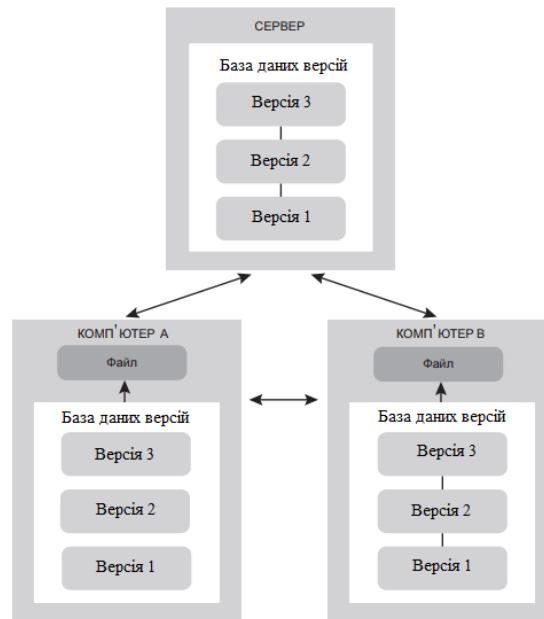 СЕРВЕР
База даних версій
Версія 3
Версія 2
Версія 1
КОМП'ЮТЕР А
Файл
База даних версій
Версія 3
Версія 2
Версія 1
КОМП'ЮТЕР В
Файл
База даних версій
Версія 3
Версія 2
Версія 1